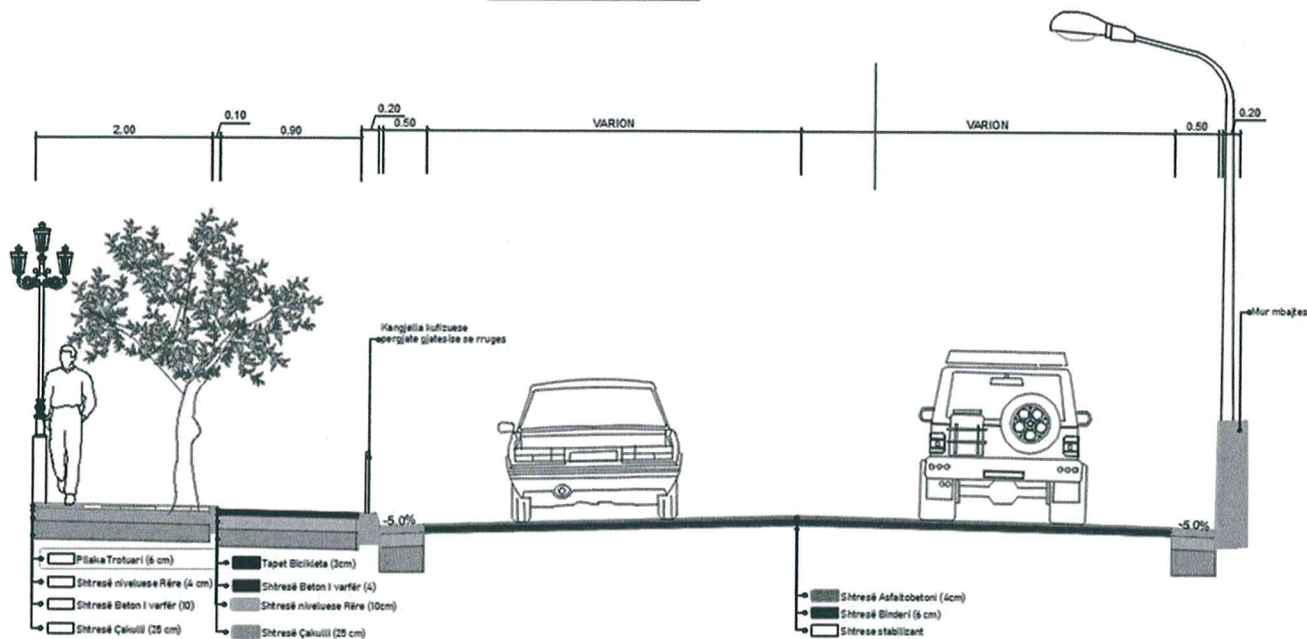 2.00
0.10
0.90
0.20
0.50
VARION
VARION
0.50
0.20
Kangjella kufizuese
pergjate gjatesise se rruges
Mur mbajtes
-5.0%
-5.0%
Pllaka Trotuari (6 cm)
Shtresë niveluese Rëre (4 cm)
Shtresë Beton I varfër (10)
Shtresë Çakulli (25 cm)
Tapet Bicikleta (3cm)
Shtresë Beton I varfër (4)
Shtresë niveluese Rëre (10cm)
Shtresë Çakulli (25 cm)
Shtresë Asfaltobetoni (4cm)
Shtresë Binderi (6 cm)
Shtrese stabilizant